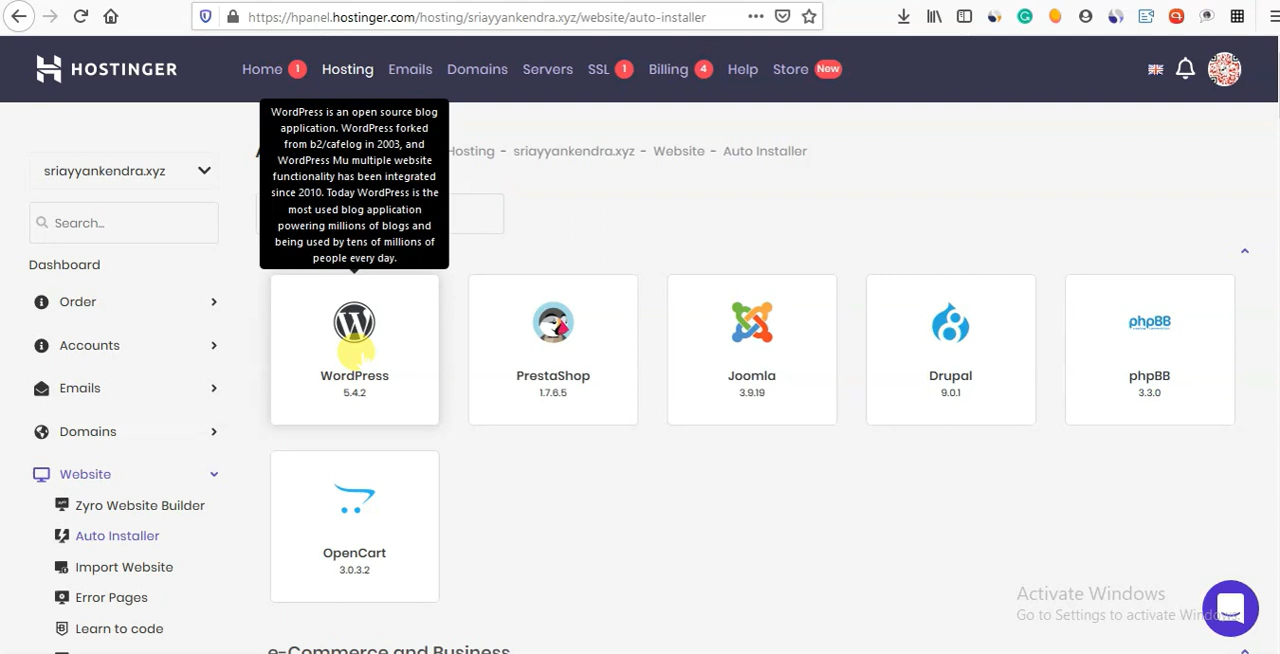 https://hpanel.hostinger.com/hosting/sriayyankendra.xyz/website/auto-installer
HOSTINGER
Home 1 Hosting Emails Domains Servers SSL 1 Billing 4 Help Store New
WordPress is an open source blog
application. WordPress forked
from b2/cafelog in 2003, and
WordPress Mu multiple website
functionality has been integrated
since 2010. Today WordPress is the
most used blog application
powering millions of blogs and
being used by tens of millions of
people every day.
Hosting - sriayyankendra.xyz - Website - Auto Installer
sriayyankendra.xyz
Search...
Dashboard
Order
Accounts
Emails
Domains
Website
Zyro Website Builder
Auto Installer
Import Website
Error Pages
Learn to code
WordPress
5.4.2
PrestaShop
1.7.6.5
Joomla
3.9.19
Drupal
9.0.1
phpBB
phpBB
3.3.0
OpenCart
3.0.3.2
e-Commerce and Business
Activate Windows
Go to Settings to activate Windows.